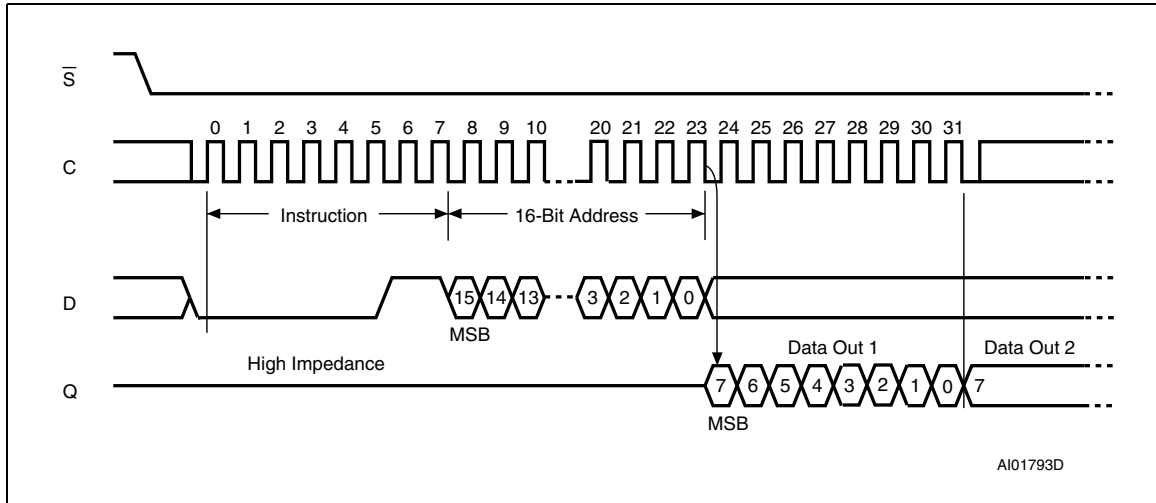 S
0 1 2 3 4 5 6 7 8 9 10 20 21 22 23 24 25 26 27 28 29 30 31
C
Instruction 16-Bit Address
D 15 14 13 3 2 1 0
MSB
High Impedance Data Out 1 Data Out 2
Q 7 6 5 4 3 2 1 0 7
MSB
AI01793D